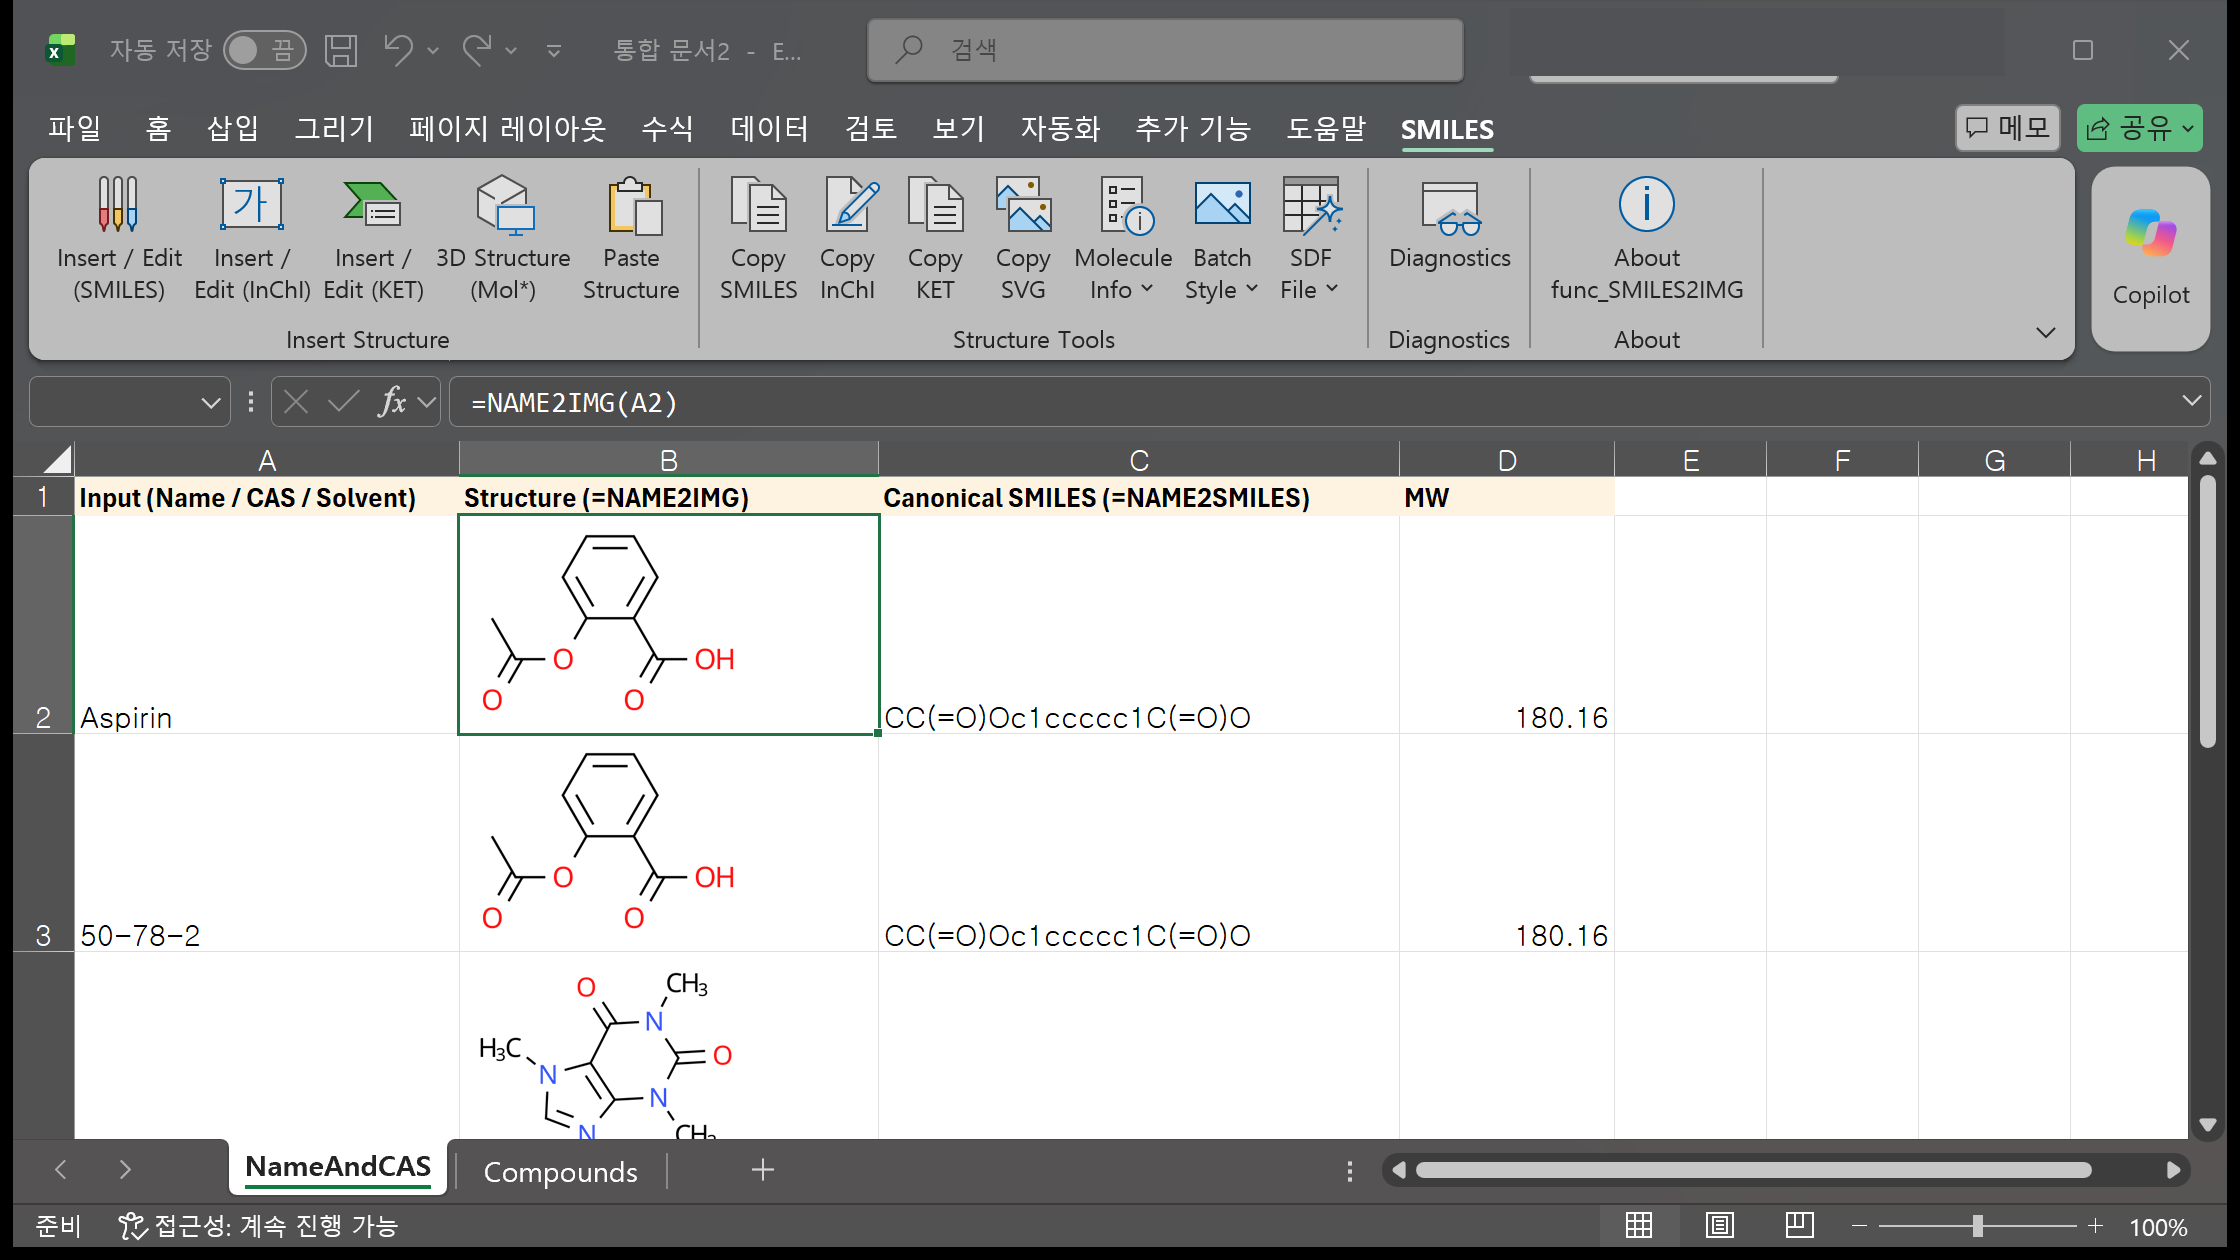 자동 저장 끔 통합 문서2 - E... 검색
파일 홈 삽입 그리기 페이지 레이아웃 수식 데이터 검토 보기 자동화 추가 기능 도움말 SMILES 메모 공유
Insert / Edit (SMILES)
Insert / Edit (InChI)
Insert / Edit (KET)
3D Structure (Mol*)
Paste Structure
Copy SMILES
Copy InChI
Copy KET
Copy SVG
Molecule Info
Batch Style
SDF File
Diagnostics
About func_SMILES2IMG
Copilot
Insert Structure Structure Tools Diagnostics About
fx =NAME2IMG(A2)
A B C D E F G H
1 Input (Name / CAS / Solvent) Structure (=NAME2IMG) Canonical SMILES (=NAME2SMILES) MW
O OH
O O
2 Aspirin CC(=O)Oc1ccccc1C(=O)O 180.16
O OH
O O
3 50-78-2 CC(=O)Oc1ccccc1C(=O)O 180.16
O CH3
N
H3C O
N N
N CH3
NameAndCAS Compounds +
준비 접근성: 계속 진행 가능 100%